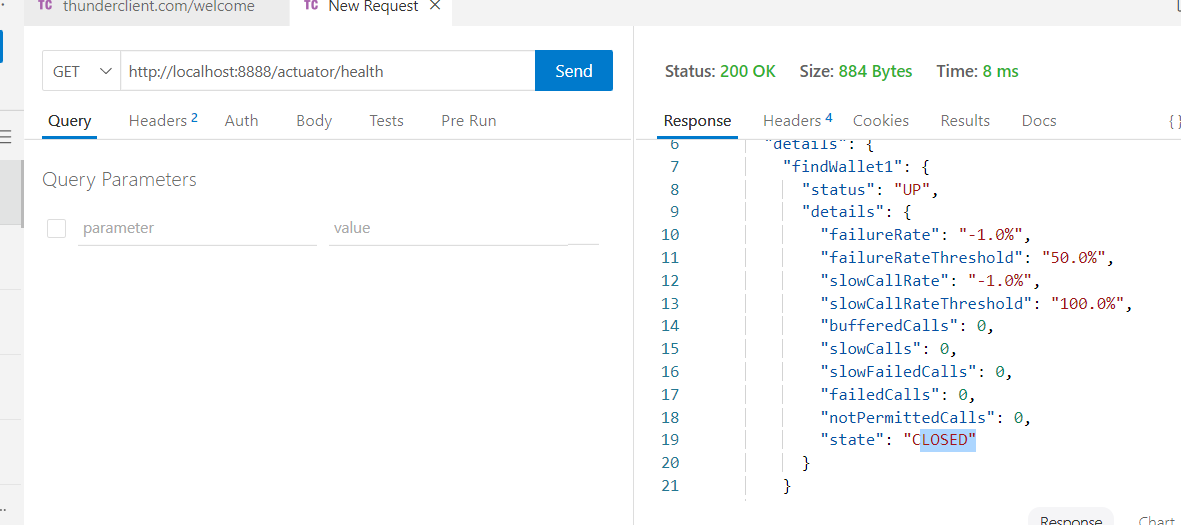 TC thunderclient.com/welcome TC New Request ×
GET http://localhost:8888/actuator/health Send
Query Headers 2 Auth Body Tests Pre Run
Query Parameters
parameter value
Status: 200 OK Size: 884 Bytes Time: 8 ms
Response Headers 4 Cookies Results Docs {}
6 "details": {
7 "findWallet1": {
8 "status": "UP",
9 "details": {
10 "failureRate": "-1.0%",
11 "failureRateThreshold": "50.0%",
12 "slowCallRate": "-1.0%",
13 "slowCallRateThreshold": "100.0%",
14 "bufferedCalls": 0,
15 "slowCalls": 0,
16 "slowFailedCalls": 0,
17 "failedCalls": 0,
18 "notPermittedCalls": 0,
19 "state": "CLOSED"
20 }
21 }
Response Chart